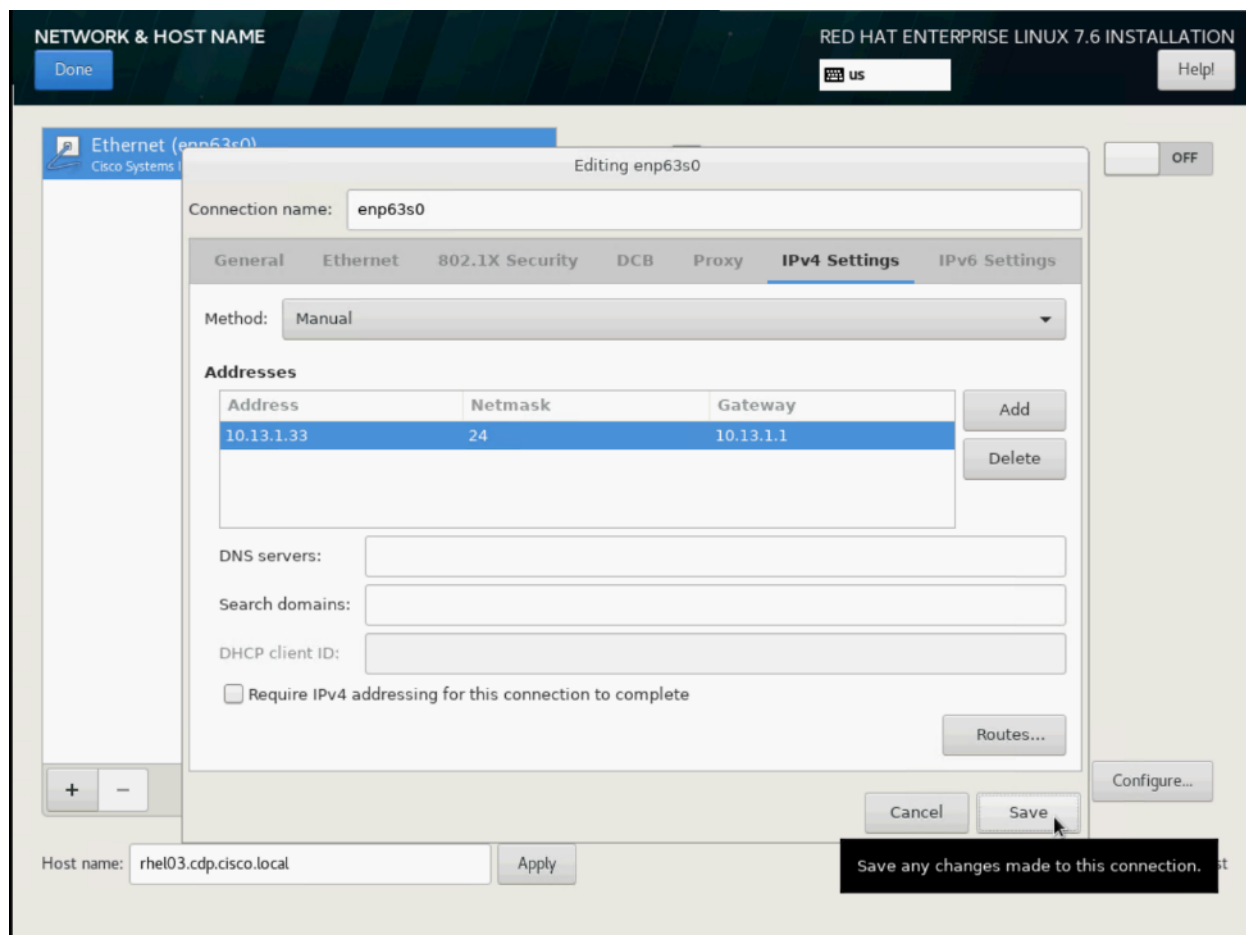 NETWORK & HOST NAME
RED HAT ENTERPRISE LINUX 7.6 INSTALLATION
Done
us
Help!
Ethernet (enp63s0)
Cisco Systems
OFF
Editing enp63s0
Connection name: enp63s0
General Ethernet 802.1X Security DCB Proxy IPv4 Settings IPv6 Settings
Method: Manual
Addresses
Address Netmask Gateway
Add
10.13.1.33 24 10.13.1.1
Delete
DNS servers:
Search domains:
DHCP client ID:
Require IPv4 addressing for this connection to complete
Routes...
+ −
Configure...
Cancel Save
Host name: rhel03.cdp.cisco.local Apply
Save any changes made to this connection.